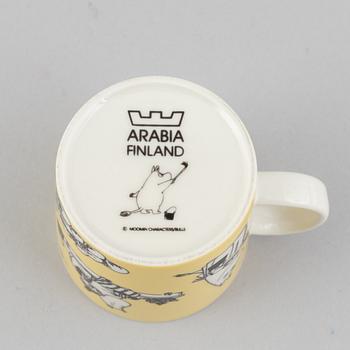 ARABIA
FINLAND
© MOOMIN CHARACTERS/BULLS